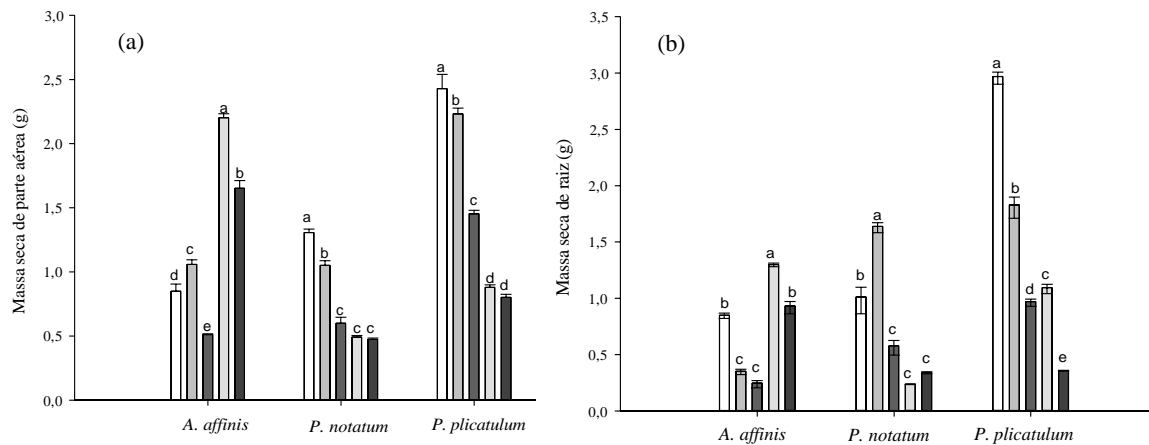 (a)
Massa seca de parte aérea (g)
3,0
2,5
2,0
1,5
1,0
0,5
0,0
d c e a b
a b c c c
a b c d d
A. affinis P. notatum P. plicatulum
(b)
Massa seca de raiz (g)
3,5
3,0
2,5
2,0
1,5
1,0
0,5
0,0
b c c a b
b a c c c
a b d c e
A. affinis P. notatum P. plicatulum